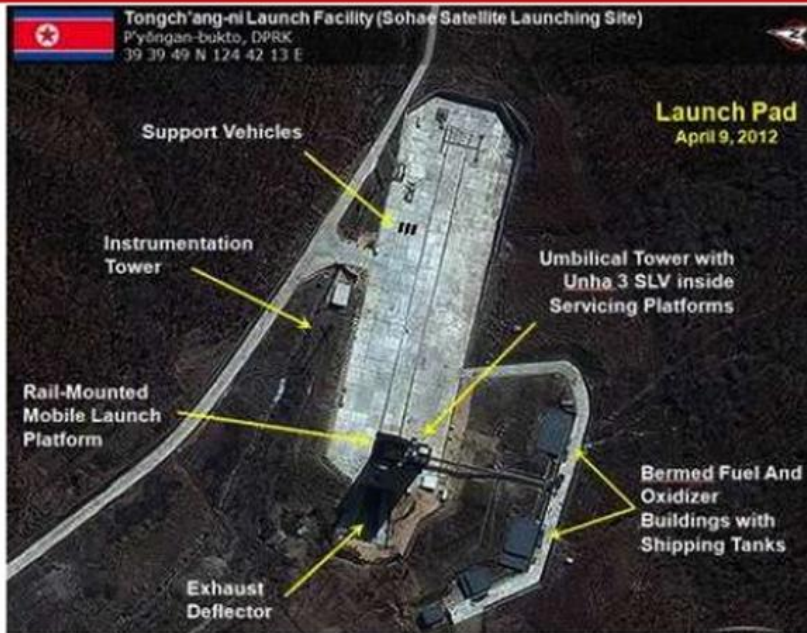 Tongch'ang-ni Launch Facility (Sohae Satellite Launching Site)
P'yŏngan-bukto, DPRK
39 39 49 N 124 42 13 E
Launch Pad
April 9, 2012
Support Vehicles
Instrumentation
Tower
Umbilical Tower with
Unha 3 SLV inside
Servicing Platforms
Rail-Mounted
Mobile Launch
Platform
Bermed Fuel And
Oxidizer
Buildings with
Shipping Tanks
Exhaust
Deflector